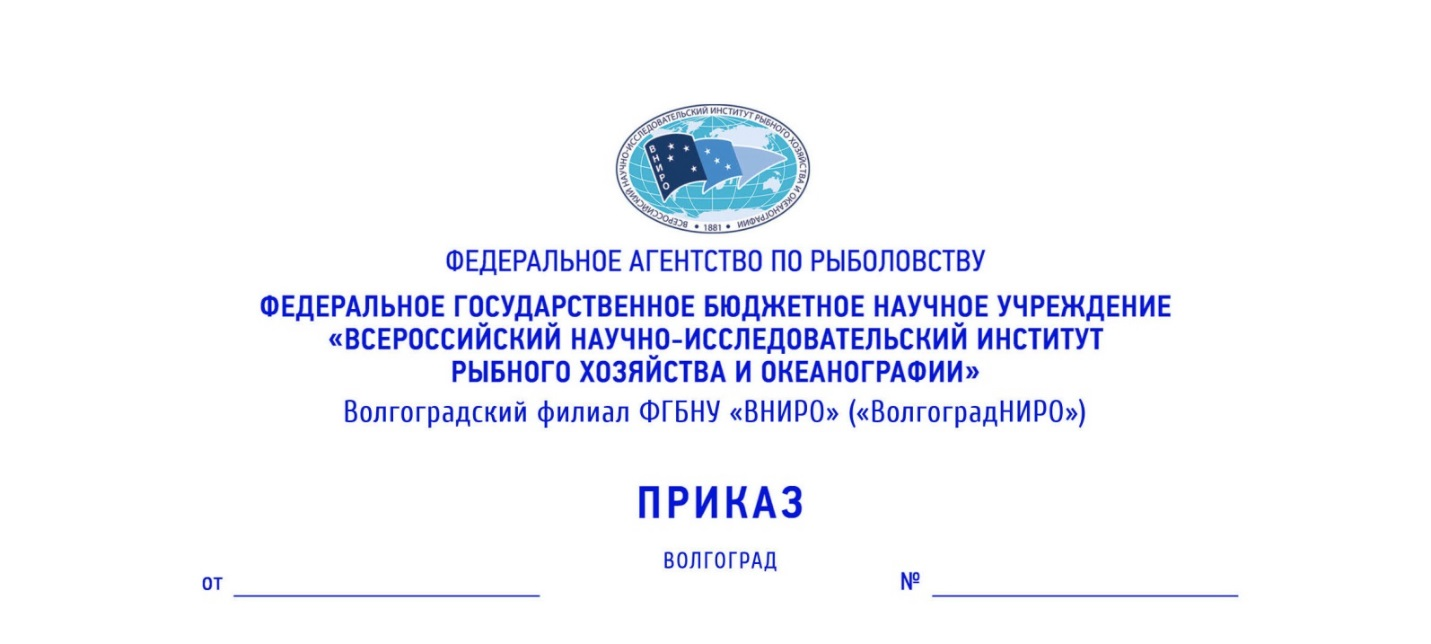 ВСЕРОССИЙСКИЙ НАУЧНО-ИССЛЕДОВАТЕЛЬСКИЙ ИНСТИТУТ РЫБНОГО ХОЗЯЙСТВА И ОКЕАНОГРАФИИ
ВНИРО
• 1881 •
ФЕДЕРАЛЬНОЕ АГЕНТСТВО ПО РЫБОЛОВСТВУ
ФЕДЕРАЛЬНОЕ ГОСУДАРСТВЕННОЕ БЮДЖЕТНОЕ НАУЧНОЕ УЧРЕЖДЕНИЕ
«ВСЕРОССИЙСКИЙ НАУЧНО-ИССЛЕДОВАТЕЛЬСКИЙ ИНСТИТУТ
РЫБНОГО ХОЗЯЙСТВА И ОКЕАНОГРАФИИ»
Волгоградский филиал ФГБНУ «ВНИРО» («ВолгоградНИРО»)
ПРИКАЗ
ВОЛГОГРАД
от №